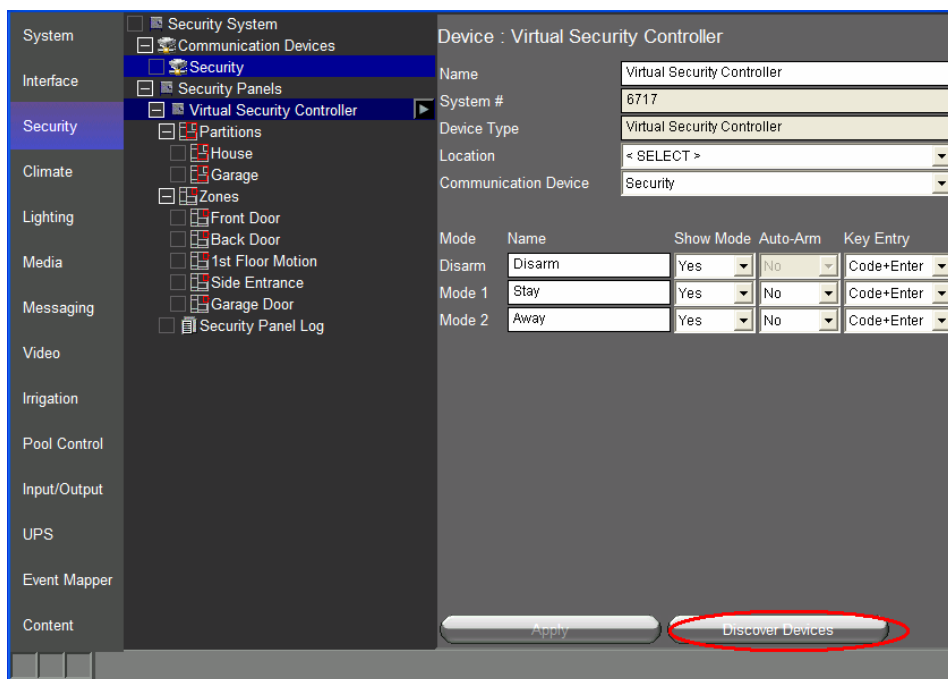 System
Interface
Security
Climate
Lighting
Media
Messaging
Video
Irrigation
Pool Control
Input/Output
UPS
Event Mapper
Content
Security System
Communication Devices
Security
Security Panels
Virtual Security Controller
Partitions
House
Garage
Zones
Front Door
Back Door
1st Floor Motion
Side Entrance
Garage Door
Security Panel Log
Device : Virtual Security Controller
Name Virtual Security Controller
System # 6717
Device Type Virtual Security Controller
Location < SELECT >
Communication Device Security
Mode Name Show Mode Auto-Arm Key Entry
Disarm Disarm Yes No Code+Enter
Mode 1 Stay Yes No Code+Enter
Mode 2 Away Yes No Code+Enter
Apply Discover Devices